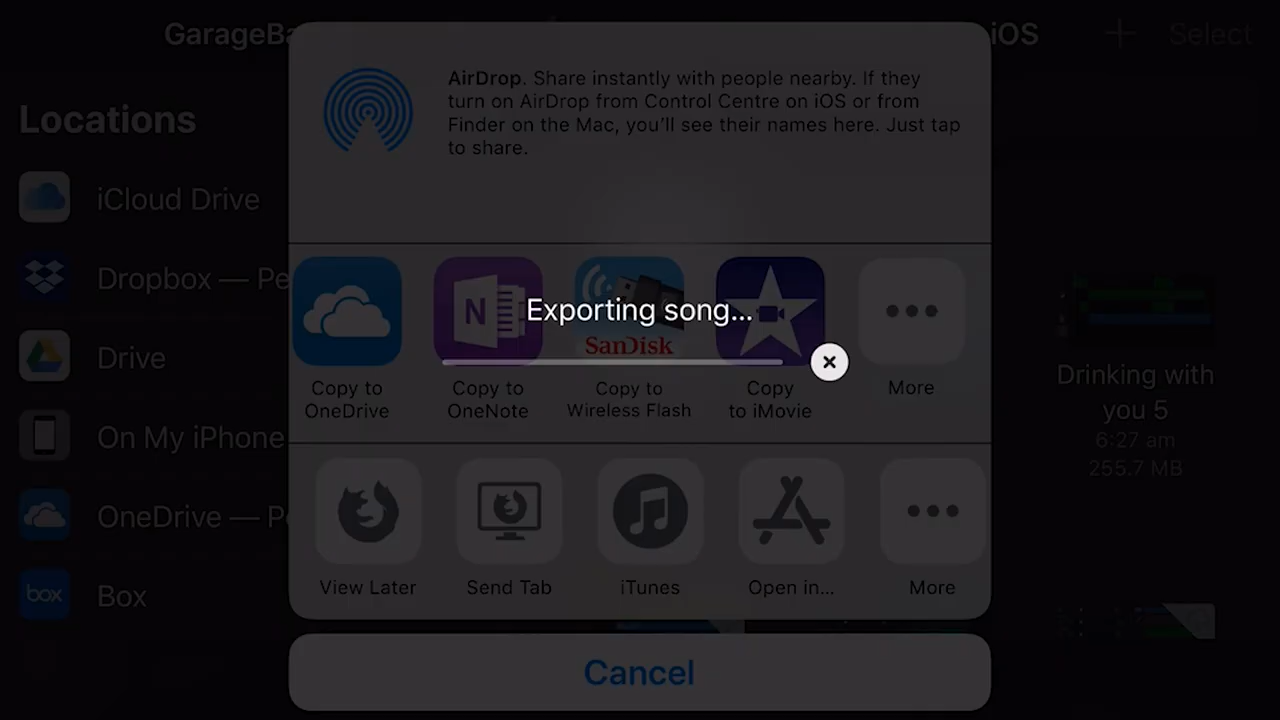 GarageBa
iOS
Select
Locations
iCloud Drive
Dropbox — Pe
Drive
On My iPhone
OneDrive — Pe
Box
AirDrop. Share instantly with people nearby. If they
turn on AirDrop from Control Centre on iOS or from
Finder on the Mac, you'll see their names here. Just tap
to share.
N
SanDisk
Exporting song...
Copy to
OneDrive
Copy to
OneNote
Copy to
Wireless Flash
Copy
to iMovie
More
View Later
Send Tab
iTunes
Open in...
More
Cancel
box
Drinking with
you 5
6:27 am
255.7 MB